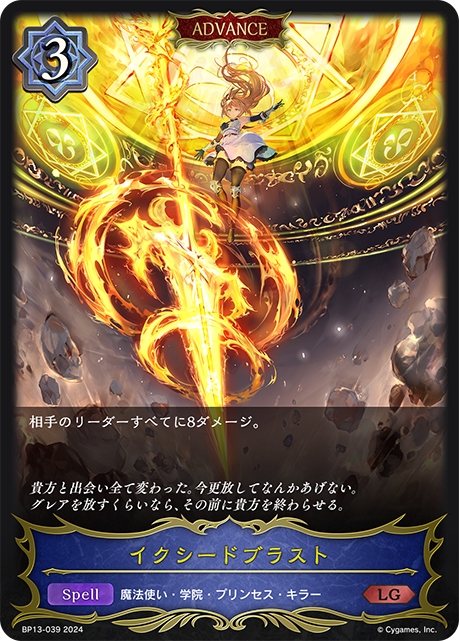 ADVANCE
3
相手のリーダーすべてに8ダメージ。
貴方と出会い全て変わった。今更放してなんかあげない。
グレアを放すくらいなら、その前に貴方を終わらせる。
イクシードブラスト
Spell 魔法使い・学院・プリンセス・キラー LG
BP13-039 2024 © Cygames, Inc.